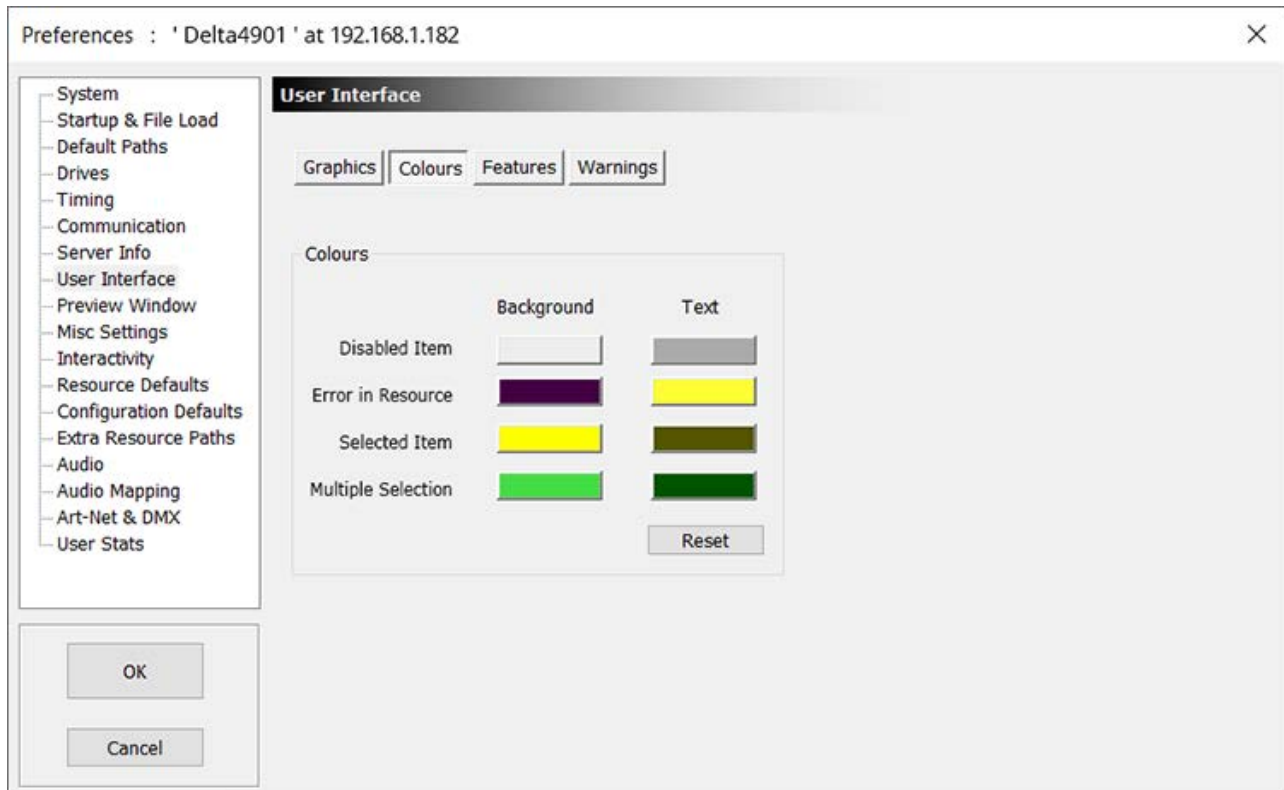 Preferences : ' Delta4901 ' at 192.168.1.182
System
Startup & File Load
Default Paths
Drives
Timing
Communication
Server Info
User Interface
Preview Window
Misc Settings
Interactivity
Resource Defaults
Configuration Defaults
Extra Resource Paths
Audio
Audio Mapping
Art-Net & DMX
User Stats
OK
Cancel
User Interface
Graphics Colours Features Warnings
Colours
Background Text
Disabled Item
Error in Resource
Selected Item
Multiple Selection
Reset